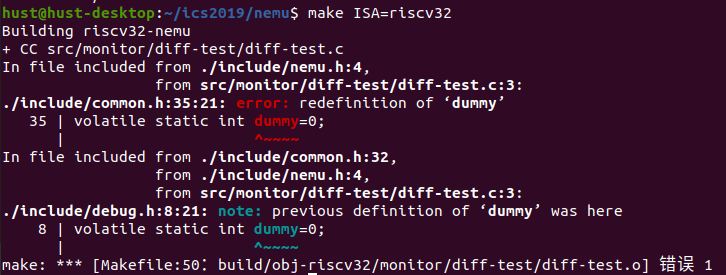 hust@hust-desktop:~/ics2019/nemu$ make ISA=riscv32
Building riscv32-nemu
+ CC src/monitor/diff-test/diff-test.c
In file included from ./include/nemu.h:4,
                 from src/monitor/diff-test/diff-test.c:3:
./include/common.h:35:21: error: redefinition of ‘dummy’
   35 | volatile static int dummy=0;
      |                     ^~~~~
In file included from ./include/common.h:32,
                 from ./include/nemu.h:4,
                 from src/monitor/diff-test/diff-test.c:3:
./include/debug.h:8:21: note: previous definition of ‘dummy’ was here
    8 | volatile static int dummy=0;
      |                     ^~~~~
make: *** [Makefile:50：build/obj-riscv32/monitor/diff-test/diff-test.o] 错误 1